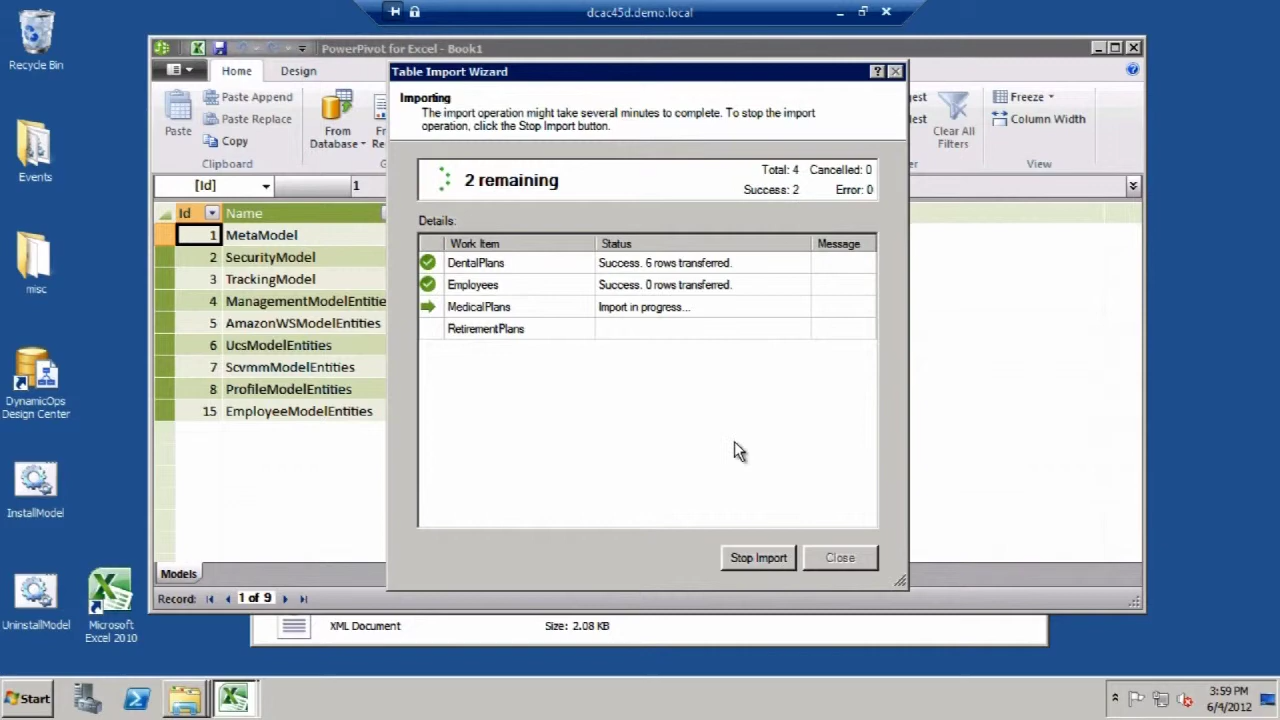 dcac45d.demo.local
Recycle Bin
Events
misc
DynamicOps
Design Center
InstallModel
UninstallModel
Microsoft
Excel 2010
PowerPivot for Excel - Book1
Home
Design
Paste
Paste Append
Paste Replace
Copy
Clipboard
From
Database
Clear All
Filters
Freeze
Column Width
View
[Id]
1
Id Name
1 MetaModel
2 SecurityModel
3 TrackingModel
4 ManagementModelEntitie
5 AmazonWSModelEntities
6 UcsModelEntities
7 ScvmmModelEntities
8 ProfileModelEntities
15 EmployeeModelEntities
Models
Record: 1 of 9
Table Import Wizard
Importing
The import operation might take several minutes to complete. To stop the import
operation, click the Stop Import button.
2 remaining
Total: 4 Cancelled: 0
Success: 2 Error: 0
Details:
Work Item Status Message
DentalPlans Success. 6 rows transferred.
Employees Success. 0 rows transferred.
MedicalPlans Import in progress...
RetirementPlans
Stop Import
Close
XML Document
Size: 2.08 KB
Start
3:59 PM
6/4/2012